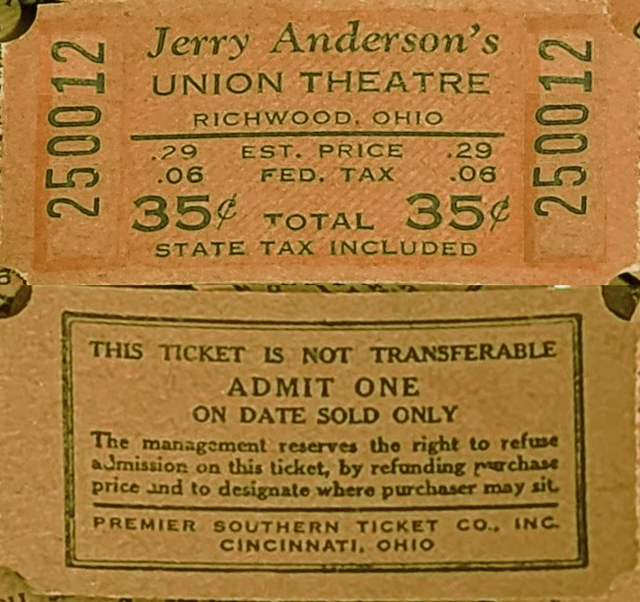 250012
Jerry Anderson's
UNION THEATRE
RICHWOOD, OHIO
.29 EST. PRICE .29
.06 FED. TAX .06
35¢ TOTAL 35¢
STATE TAX INCLUDED
250012
THIS TICKET IS NOT TRANSFERABLE
ADMIT ONE
ON DATE SOLD ONLY
The management reserves the right to refuse
admission on this ticket, by refunding purchase
price and to designate where purchaser may sit.
PREMIER SOUTHERN TICKET CO., INC.
CINCINNATI, OHIO